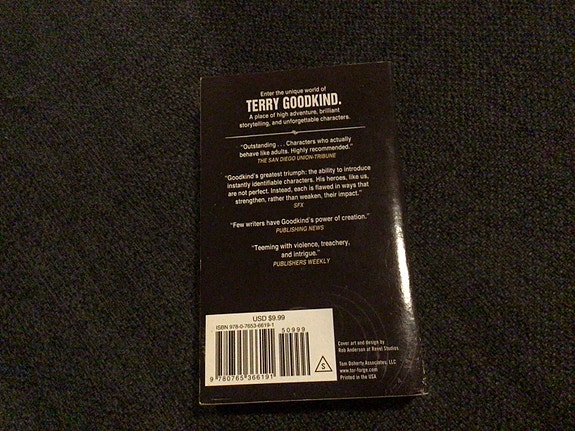 Enter the unique world of
TERRY GOODKIND.
A place of high adventure, brilliant
storytelling, and unforgettable characters.
"Outstanding . . . Characters who actually
behave like adults. Highly recommended."
THE SAN DIEGO UNION-TRIBUNE
"Goodkind's greatest triumph: the ability to introduce
instantly identifiable characters. His heroes, like us,
are not perfect. Instead, each is flawed in ways that
strengthen, rather than weaken, their impact."
SFX
"Few writers have Goodkind's power of creation."
PUBLISHING NEWS
"Teeming with violence, treachery,
and intrigue."
PUBLISHERS WEEKLY
USD $9.99
ISBN 978-0-7653-6619-1
50999
9 780765 366191
S
Cover art and design by
Rob Anderson at Renni Studios
Tom Doherty Associates, LLC
www.tor-forge.com
Printed in the USA